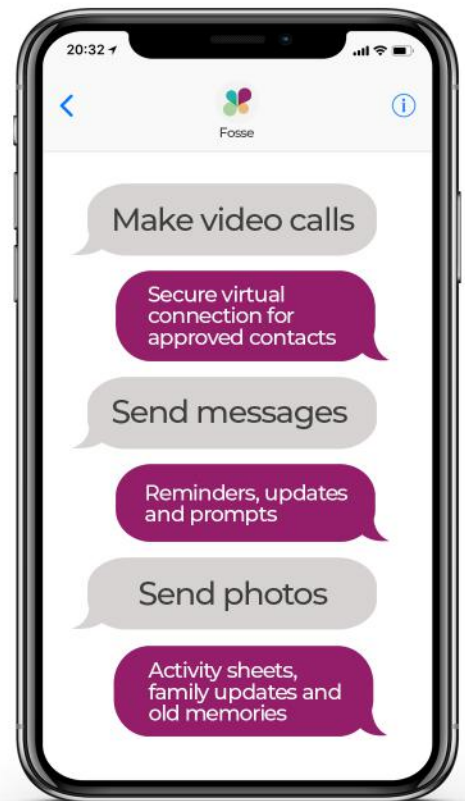 20:32
Fosse
Make video calls
Secure virtual
connection for
approved contacts
Send messages
Reminders, updates
and prompts
Send photos
Activity sheets,
family updates and
old memories